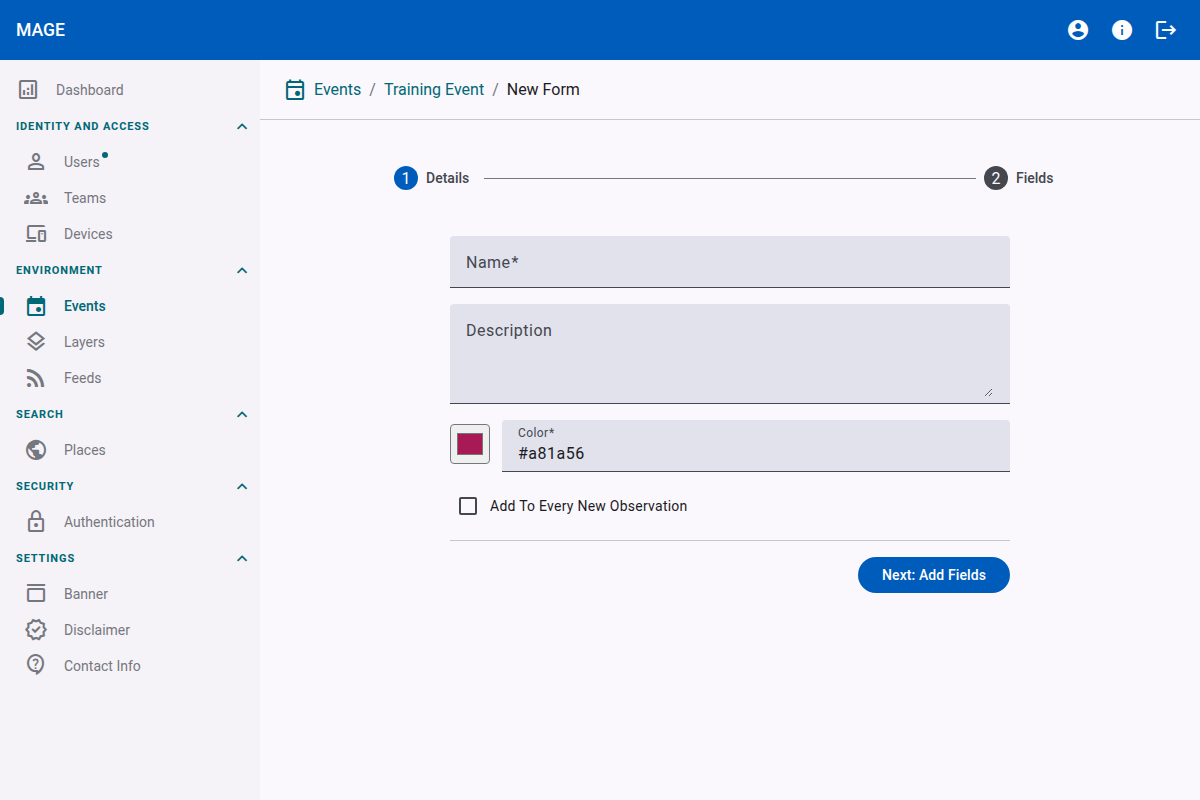 MAGE
Dashboard
IDENTITY AND ACCESS
Users
Teams
Devices
ENVIRONMENT
Events
Layers
Feeds
SEARCH
Places
SECURITY
Authentication
SETTINGS
Banner
Disclaimer
Contact Info
Events / Training Event / New Form
1 Details
2 Fields
Name*
Description
Color*
#a81a56
Add To Every New Observation
Next: Add Fields